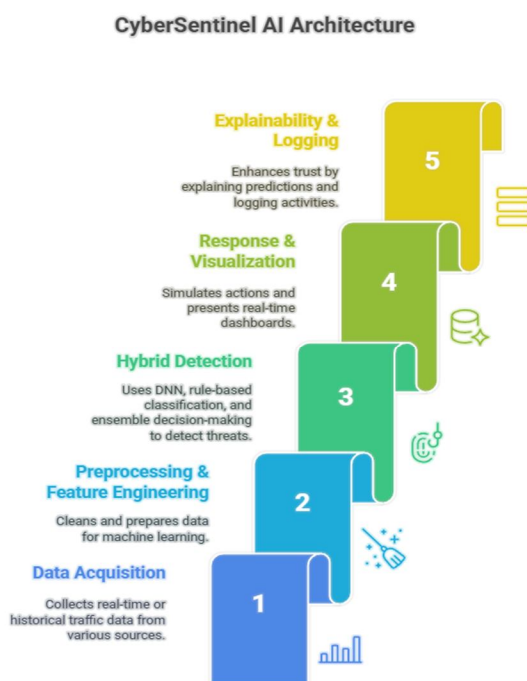 CyberSentinel AI Architecture
Explainability &
Logging
Enhances trust by
explaining predictions and
logging activities.
5
Response &
Visualization
Simulates actions and
presents real-time
dashboards.
4
Hybrid Detection
Uses DNN, rule-based
classification, and
ensemble decision-making
to detect threats.
3
Preprocessing &
Feature Engineering
Cleans and prepares data
for machine learning.
2
Data Acquisition
Collects real-time or
historical traffic data from
various sources.
1